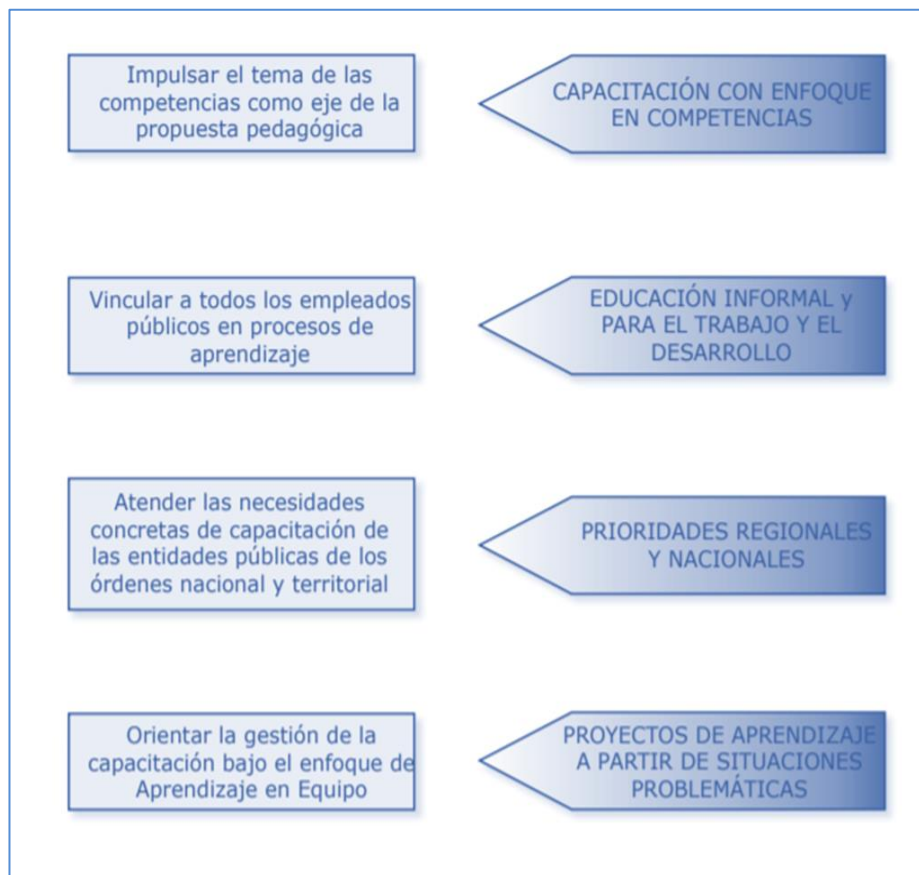 Impulsar el tema de las
competencias como eje de la
propuesta pedagógica
CAPACITACIÓN CON ENFOQUE
EN COMPETENCIAS
Vincular a todos los empleados
públicos en procesos de
aprendizaje
EDUCACIÓN INFORMAL y
PARA EL TRABAJO Y EL
DESARROLLO
Atender las necesidades
concretas de capacitación de
las entidades públicas de los
órdenes nacional y territorial
PRIORIDADES REGIONALES
Y NACIONALES
Orientar la gestión de la
capacitación bajo el enfoque de
Aprendizaje en Equipo
PROYECTOS DE APRENDIZAJE
A PARTIR DE SITUACIONES
PROBLEMÁTICAS